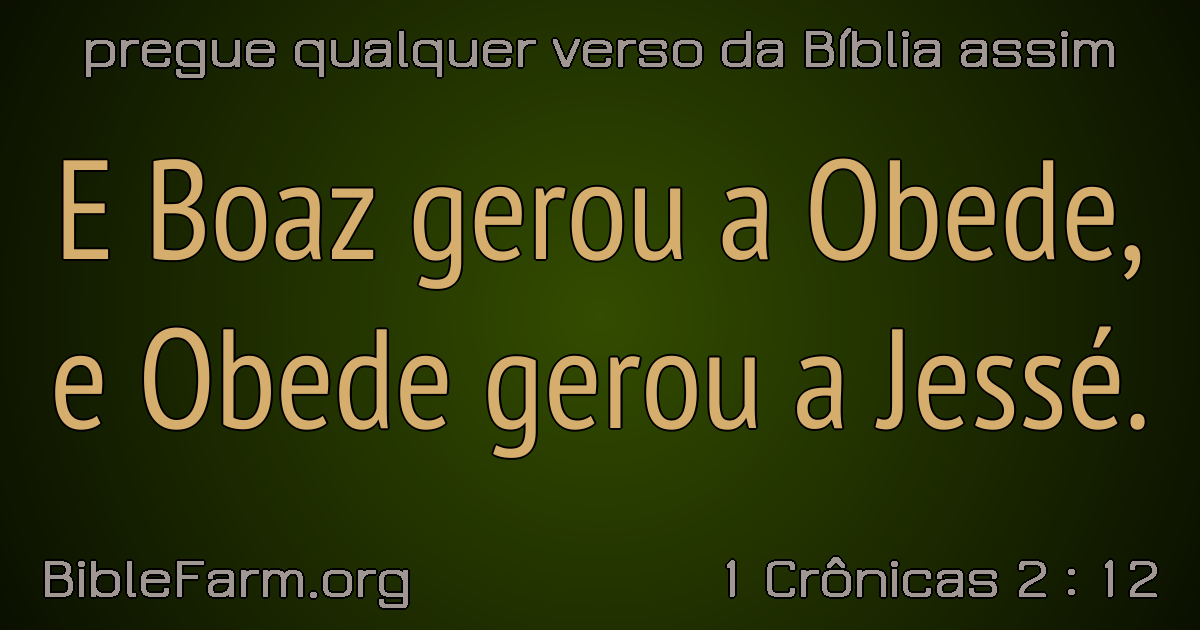 pregue qualquer verso da Bíblia assim
E Boaz gerou a Obede,
e Obede gerou a Jessé.
BibleFarm.org
1 Crônicas 2 : 12